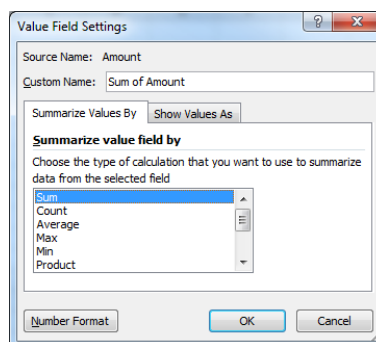 Value Field Settings
Source Name: Amount
Custom Name: Sum of Amount
Summarize Values By Show Values As
Summarize value field by
Choose the type of calculation that you want to use to summarize
data from the selected field
Sum
Count
Average
Max
Min
Product
Number Format OK Cancel